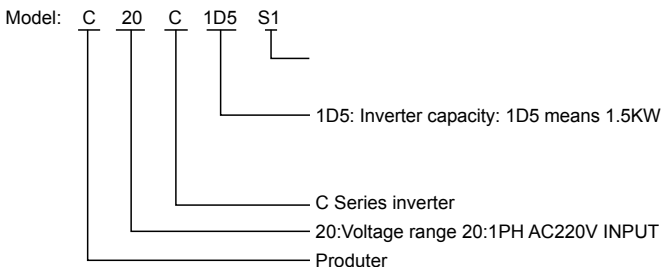 Model: C 20 C 1D5 S1
1D5: Inverter capacity: 1D5 means 1.5KW
C Series inverter
20:Voltage range 20:1PH AC220V INPUT
Produter